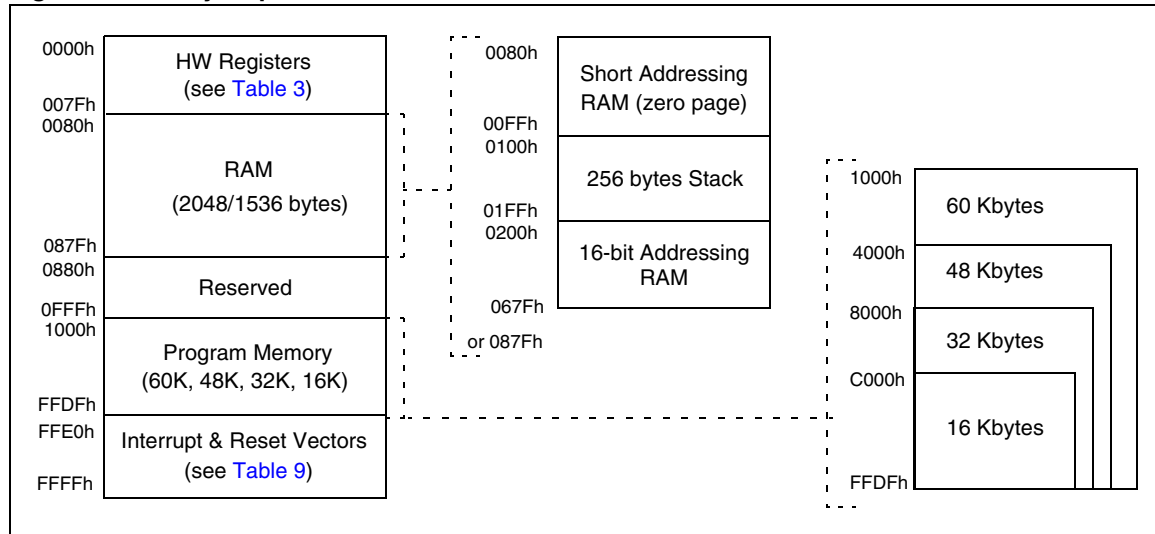 0000h
HW Registers
(see Table 3)
007Fh
0080h
RAM
(2048/1536 bytes)
087Fh
0880h
Reserved
0FFFh
1000h
Program Memory
(60K, 48K, 32K, 16K)
FFDFh
FFE0h
Interrupt & Reset Vectors
(see Table 9)
FFFFh
0080h
Short Addressing
RAM (zero page)
00FFh
0100h
256 bytes Stack
01FFh
0200h
16-bit Addressing
RAM
067Fh
or 087Fh
1000h
60 Kbytes
4000h
48 Kbytes
8000h
32 Kbytes
C000h
16 Kbytes
FFDFh